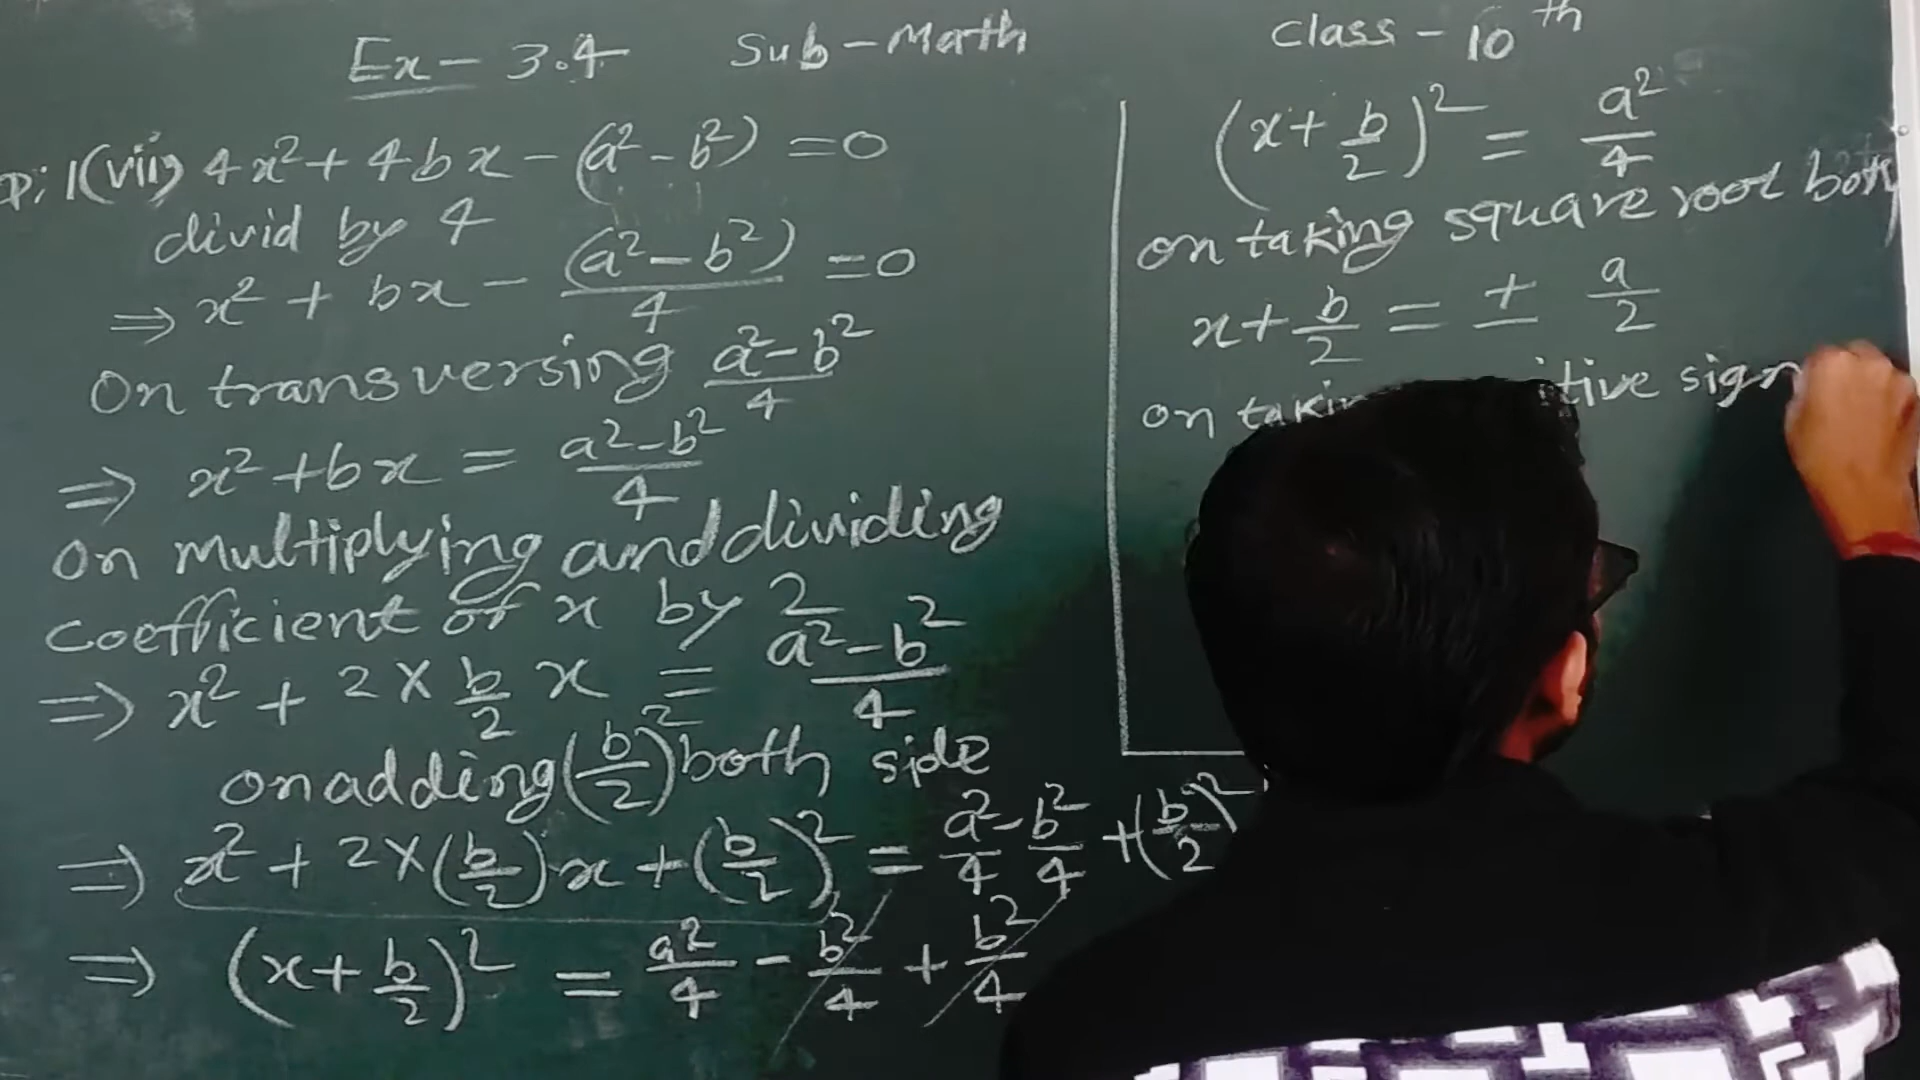 Ex - 3.4 Sub - Math Class - 10th
1(vii) 4x² + 4bx - (a² - b²) = 0
divid by 4
⇒ x² + bx - (a² - b²)/4 = 0
On transversing (a² - b²)/4
⇒ x² + bx = (a² - b²)/4
on multiplying and dividing
coefficient of x by 2
⇒ x² + 2 × b/2 x = (a² - b²)/4
on adding (b/2)² both side
⇒ x² + 2 × (b/2) x + (b/2)² = a²/4 - b²/4 + (b/2)²
⇒ (x + b/2)² = a²/4 - b²/4 + b²/4
(x + b/2)² = a²/4
on taking square root both
x + b/2 = ± a/2
on sign